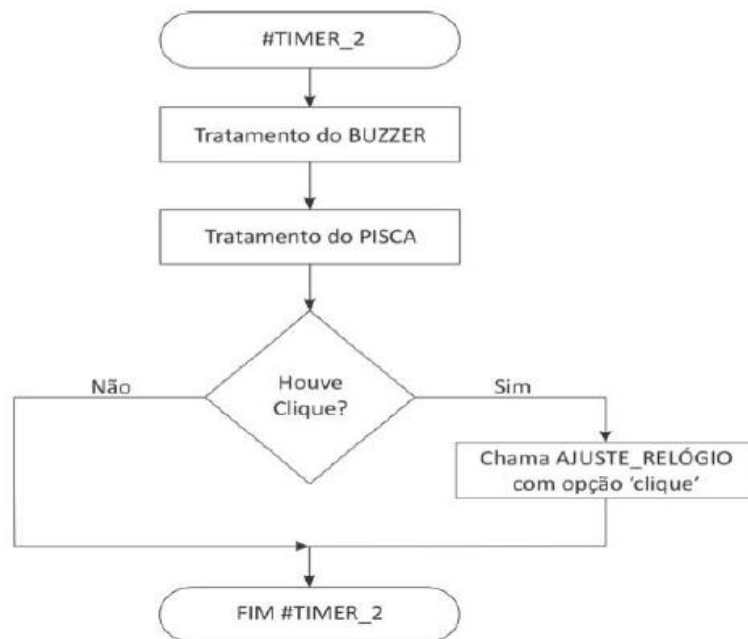 #TIMER_2
Tratamento do BUZZER
Tratamento do PISCA
Houve
Clique?
Não
Sim
Chama AJUSTE_RELÓGIO
com opção 'clique'
FIM #TIMER_2